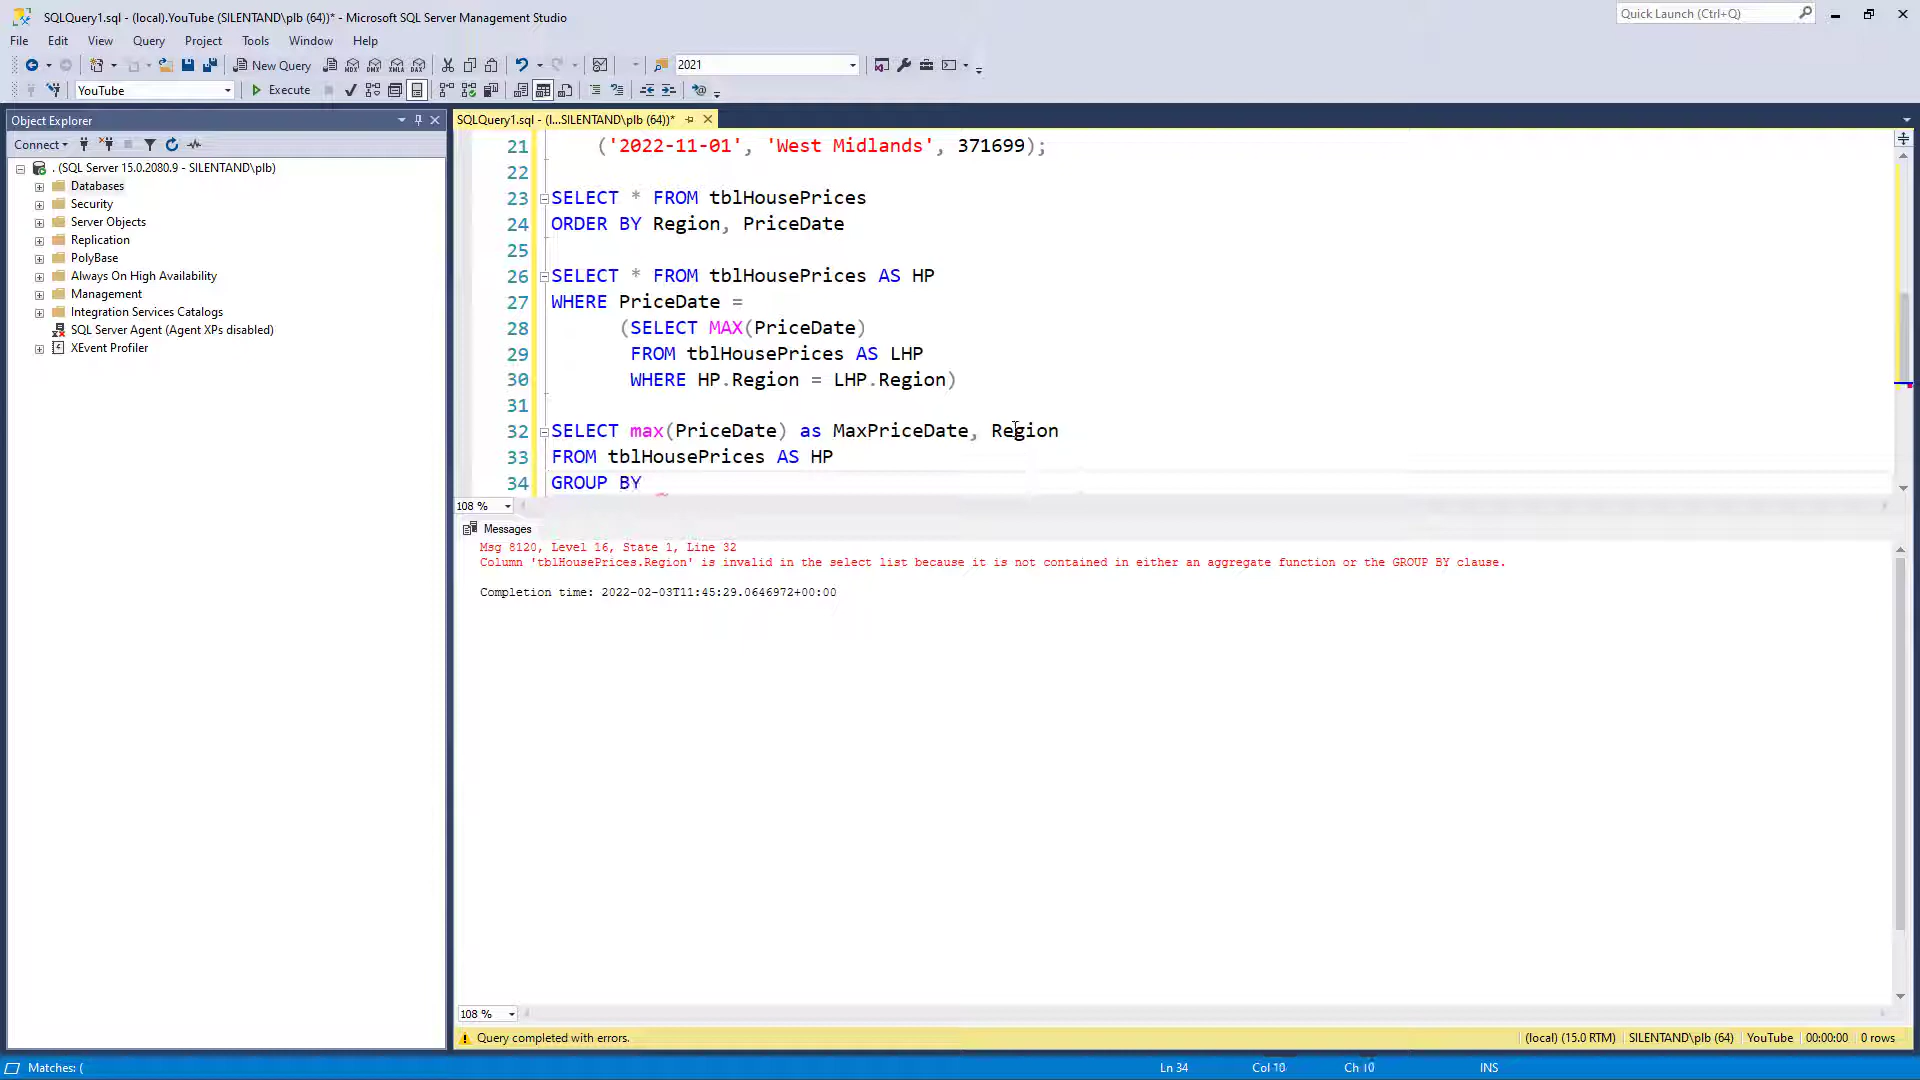 SQLQuery1.sql - (local).YouTube (SILENTAND\plb (64))* - Microsoft SQL Server Management Studio
Quick Launch (Ctrl+Q)
File Edit View Query Project Tools Window Help
New Query
2021
YouTube
Execute
Object Explorer
SQLQuery1.sql - (l...SILENTAND\plb (64))*
Connect
. (SQL Server 15.0.2080.9 - SILENTAND\plb)
Databases
Security
Server Objects
Replication
PolyBase
Always On High Availability
Management
Integration Services Catalogs
SQL Server Agent (Agent XPs disabled)
XEvent Profiler
21 ('2022-11-01', 'West Midlands', 371699);
22
23 SELECT * FROM tblHousePrices
24 ORDER BY Region, PriceDate
25
26 SELECT * FROM tblHousePrices AS HP
27 WHERE PriceDate =
28 (SELECT MAX(PriceDate)
29 FROM tblHousePrices AS LHP
30 WHERE HP.Region = LHP.Region)
31
32 SELECT max(PriceDate) as MaxPriceDate, Region
33 FROM tblHousePrices AS HP
34 GROUP BY
108 %
Messages
Msg 8120, Level 16, State 1, Line 32
Column 'tblHousePrices.Region' is invalid in the select list because it is not contained in either an aggregate function or the GROUP BY clause.
Completion time: 2022-02-03T11:45:29.0646972+00:00
108 %
Query completed with errors.
(local) (15.0 RTM) SILENTAND\plb (64) YouTube 00:00:00 0 rows
Matches: (
Ln 34 Col 10 Ch 10 INS